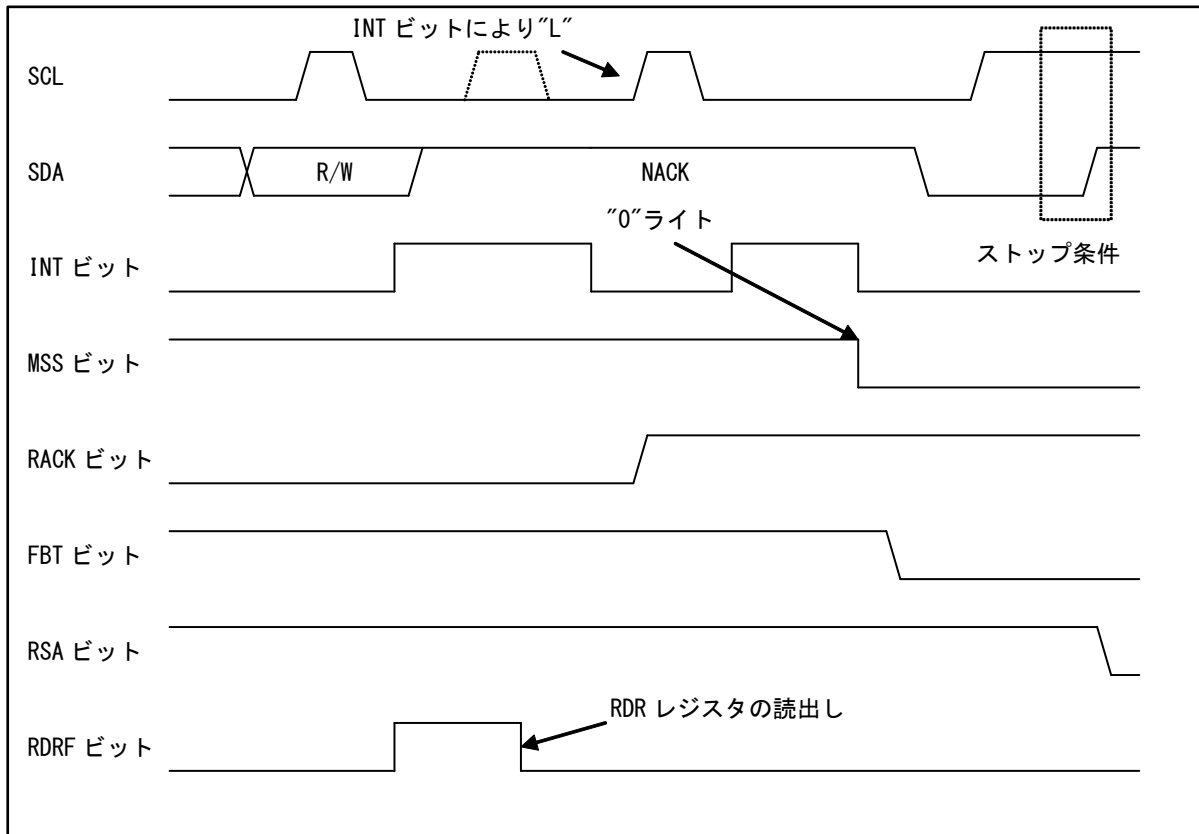 INT ビットにより"L"
SCL
SDA
R/W
NACK
"0"ライト
INT ビット
ストップ条件
MSS ビット
RACK ビット
FBT ビット
RSA ビット
RDR レジスタの読出し
RDRF ビット